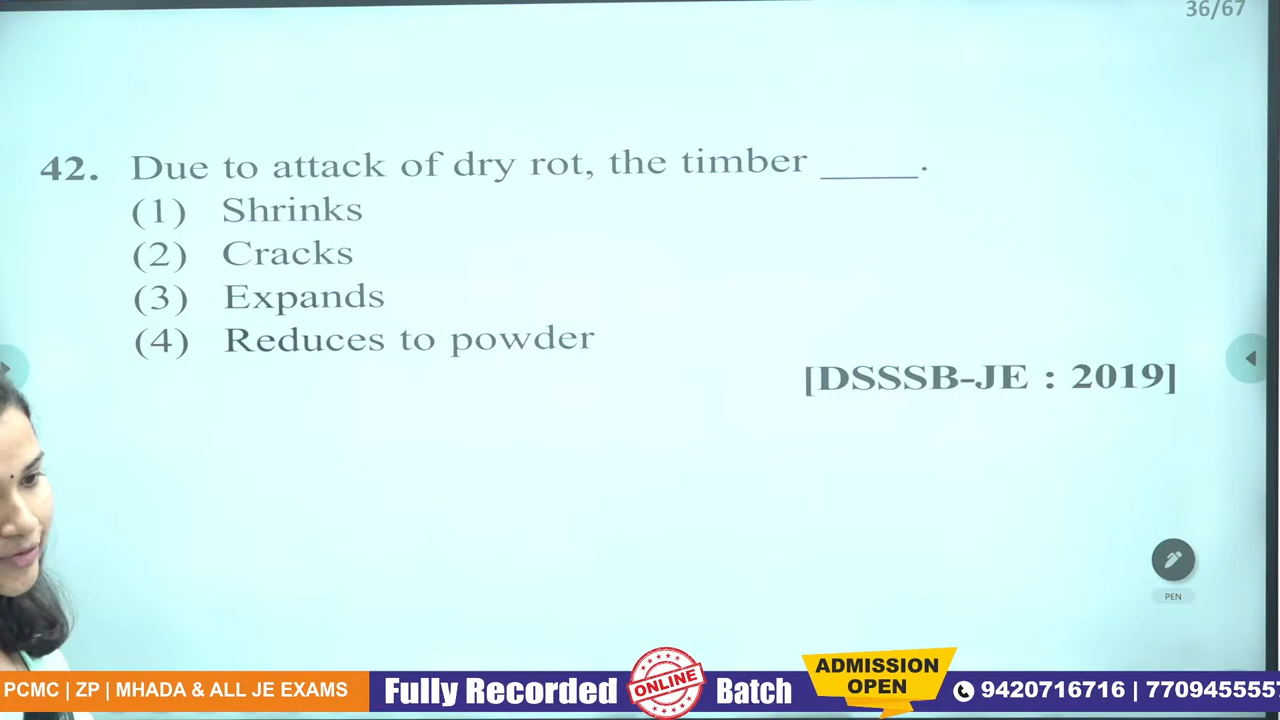 36/67
42. Due to attack of dry rot, the timber _____.
(1) Shrinks
(2) Cracks
(3) Expands
(4) Reduces to powder
[DSSSB-JE : 2019]
PEN
PCMC | ZP | MHADA & ALL JE EXAMS
Fully Recorded ONLINE Batch
ADMISSION
OPEN
9420716716 | 7709455557